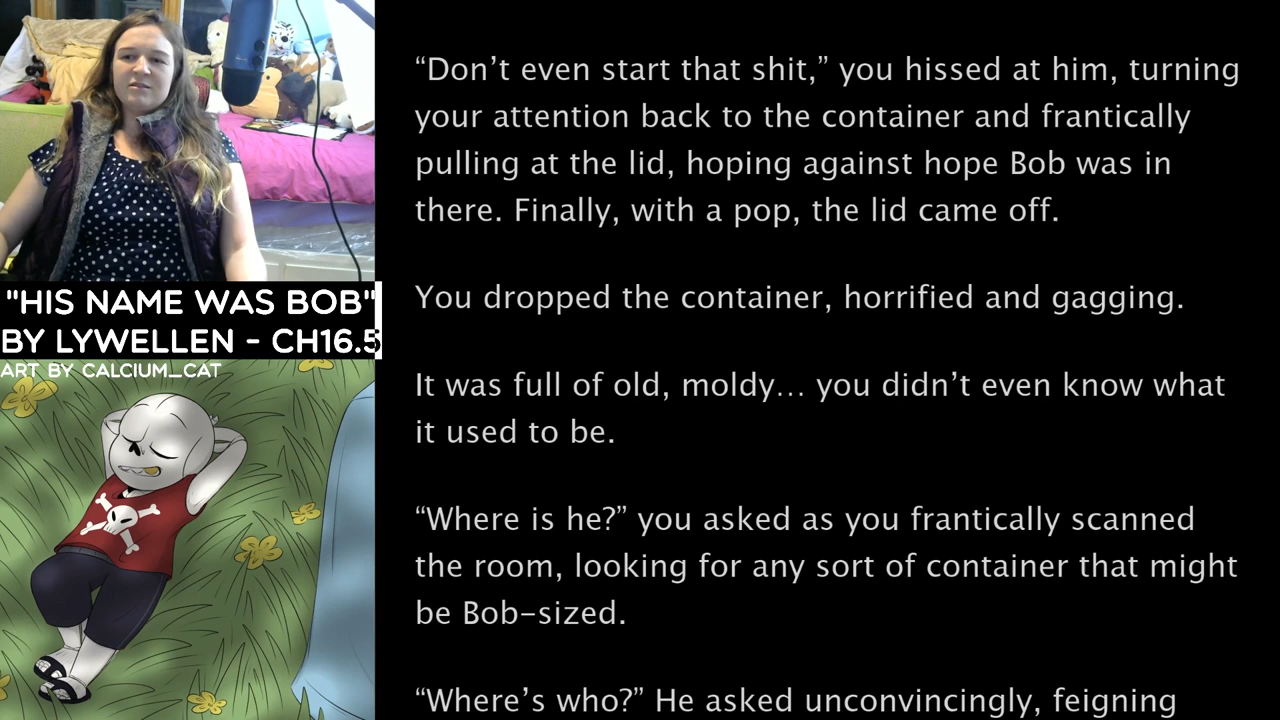 "HIS NAME WAS BOB"
BY LYWELLEN - CH16.5
ART BY CALCIUM_CAT
“Don’t even start that shit,” you hissed at him, turning
your attention back to the container and frantically
pulling at the lid, hoping against hope Bob was in
there. Finally, with a pop, the lid came off.
You dropped the container, horrified and gagging.
It was full of old, moldy… you didn’t even know what
it used to be.
“Where is he?” you asked as you frantically scanned
the room, looking for any sort of container that might
be Bob–sized.
“Where’s who?” He asked unconvincingly, feigning